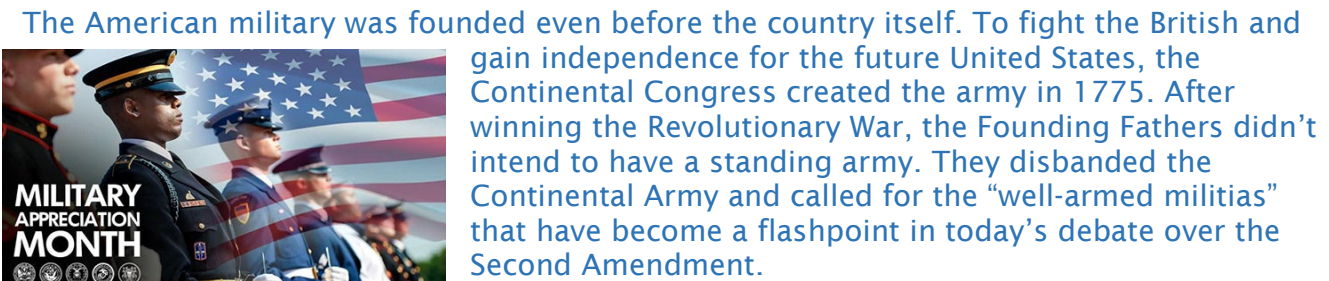 The American military was founded even before the country itself. To fight the British and
gain independence for the future United States, the
Continental Congress created the army in 1775. After
winning the Revolutionary War, the Founding Fathers didn’t
intend to have a standing army. They disbanded the
Continental Army and called for the “well-armed militias”
that have become a flashpoint in today’s debate over the
Second Amendment.
MILITARY
APPRECIATION
MONTH